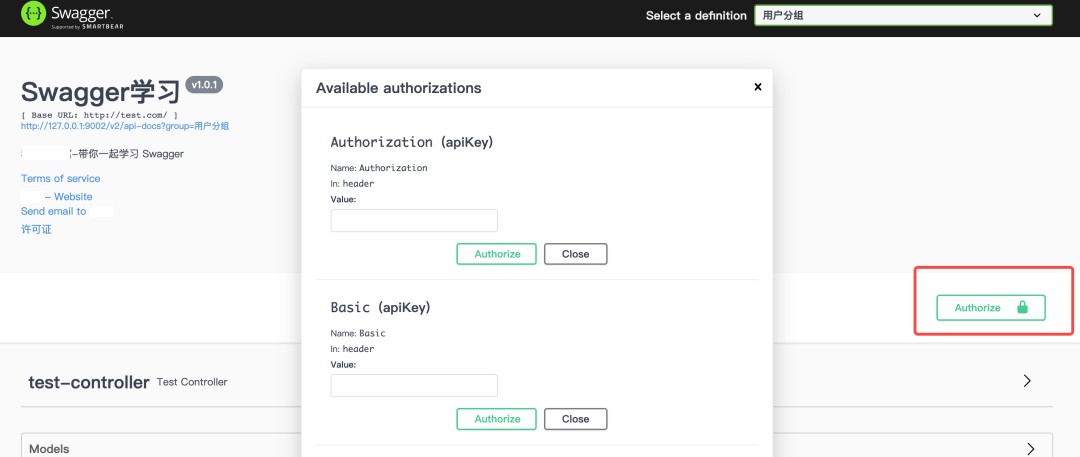 Swagger
Supported by SMARTBEAR
Select a definition
用户分组
Swagger学习
v1.0.1
[ Base URL: http://test.com/ ]
http://127.0.0.1:9002/v2/api-docs?group=用户分组
-带你一起学习 Swagger
Terms of service
- Website
Send email to
许可证
Available authorizations
x
Authorization (apiKey)
Name: Authorization
In: header
Value:
Authorize
Close
Basic (apiKey)
Name: Basic
In: header
Value:
Authorize
Close
Authorize
test-controller Test Controller
Models